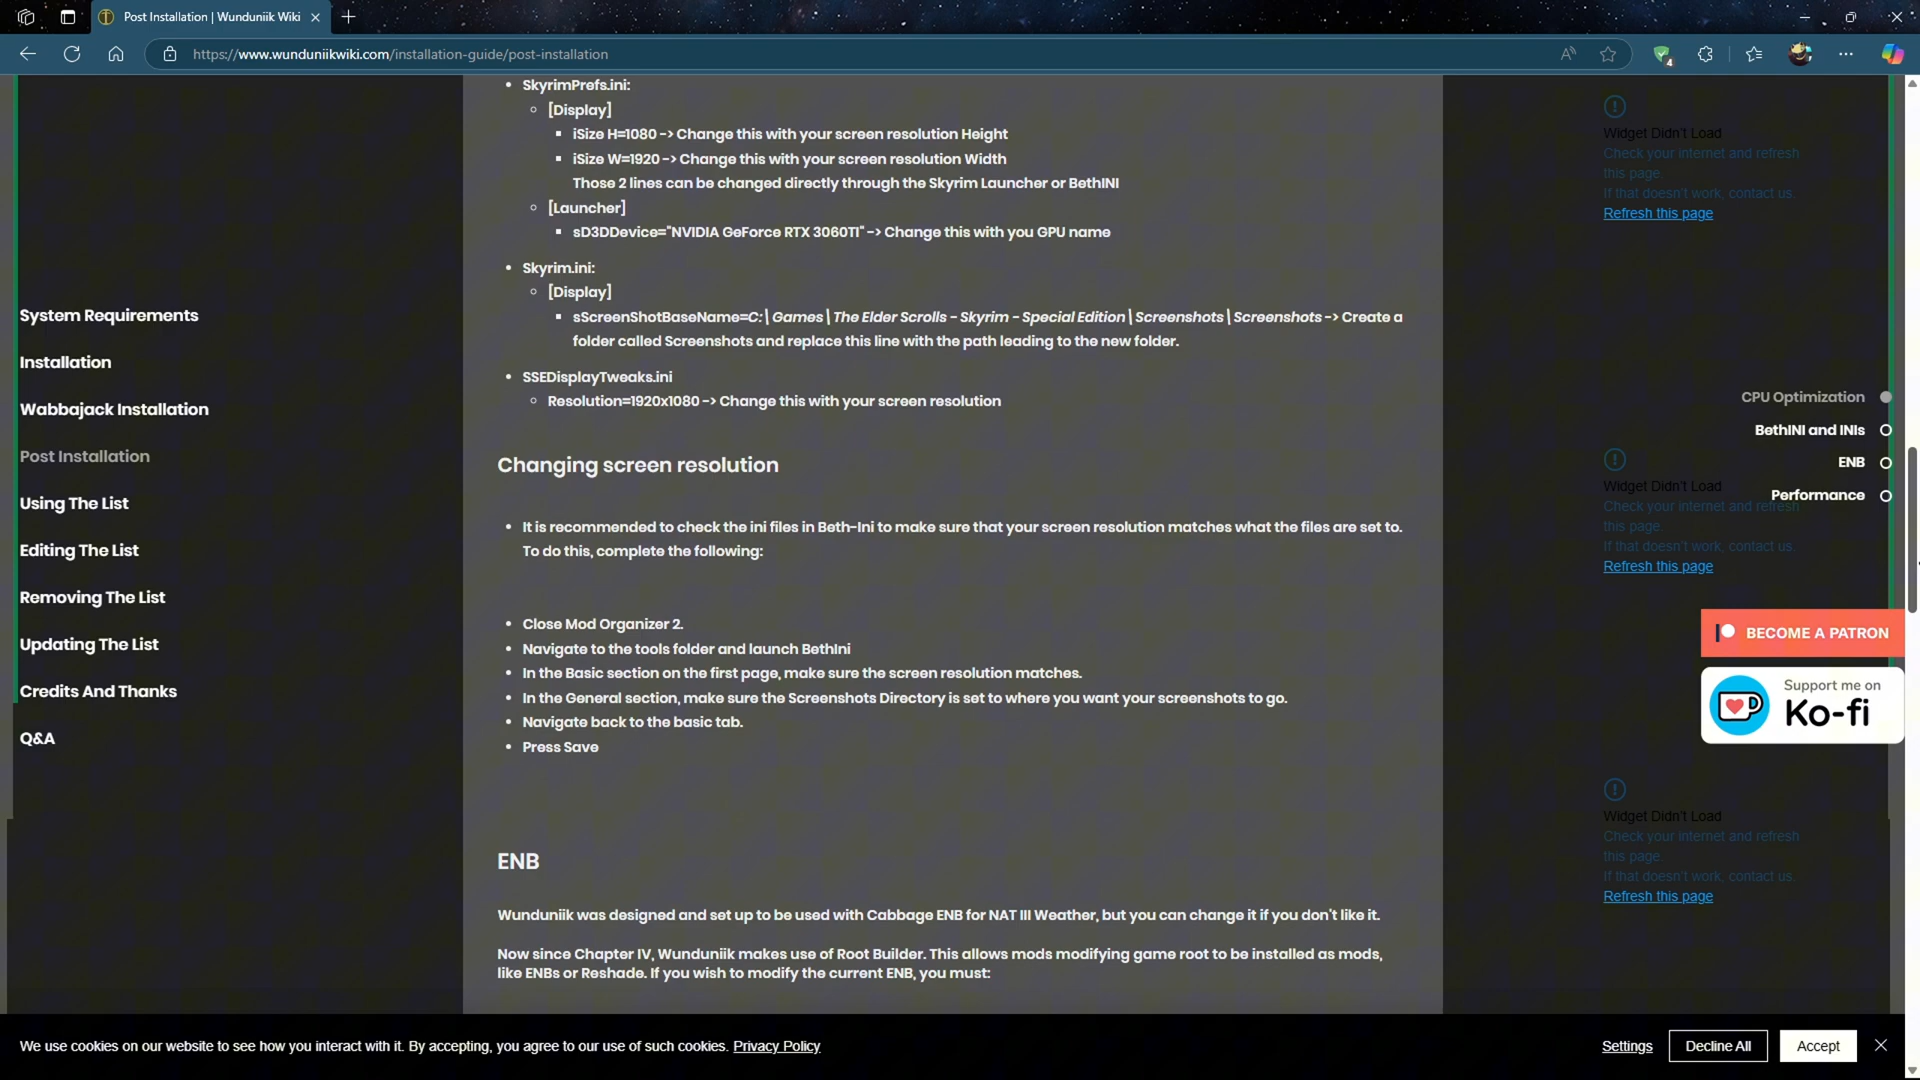 Post Installation | Wunduniik Wiki
https://www.wunduniikwiki.com/installation-guide/post-installation
4
SkyrimPrefs.ini:
[Display]
iSize H=1080 -> Change this with your screen resolution Height
iSize W=1920 -> Change this with your screen resolution Width
Those 2 lines can be changed directly through the Skyrim Launcher or BethINI
[Launcher]
sD3DDevice="NVIDIA GeForce RTX 3060TI" -> Change this with you GPU name
Skyrim.ini:
[Display]
sScreenShotBaseName=C:\Games\The Elder Scrolls - Skyrim - Special Edition\Screenshots\Screenshots -> Create a
folder called Screenshots and replace this line with the path leading to the new folder.
SSEDisplayTweaks.ini
Resolution=1920x1080 -> Change this with your screen resolution
Changing screen resolution
It is recommended to check the ini files in Beth-Ini to make sure that your screen resolution matches what the files are set to.
To do this, complete the following:
Close Mod Organizer 2.
Navigate to the tools folder and launch BethIni
In the Basic section on the first page, make sure the screen resolution matches.
In the General section, make sure the Screenshots Directory is set to where you want your screenshots to go.
Navigate back to the basic tab.
Press Save
ENB
Wunduniik was designed and set up to be used with Cabbage ENB for NAT III Weather, but you can change it if you don't like it.
Now since Chapter IV, Wunduniik makes use of Root Builder. This allows mods modifying game root to be installed as mods,
like ENBs or Reshade. If you wish to modify the current ENB, you must:
System Requirements
Installation
Wabbajack Installation
Post Installation
Using The List
Editing The List
Removing The List
Updating The List
Credits And Thanks
Q&A
Widget Didn't Load
Check your internet and refresh
this page.
If that doesn't work, contact us.
Refresh this page
CPU Optimization
BethINI and INIs
ENB
Performance
Widget Didn't Load
Check your internet and refresh
this page.
If that doesn't work, contact us.
Refresh this page
BECOME A PATRON
Support me on
Ko-fi
Widget Didn't Load
Check your internet and refresh
this page.
If that doesn't work, contact us.
Refresh this page
We use cookies on our website to see how you interact with it. By accepting, you agree to our use of such cookies. Privacy Policy
Settings
Decline All
Accept